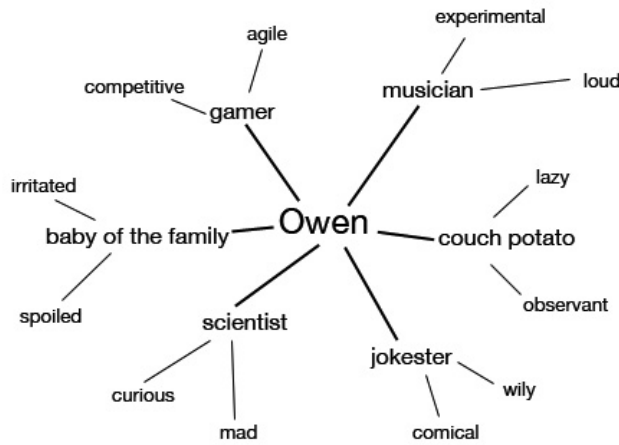 experimental
agile
loud
competitive
musician
gamer
lazy
irritated
Owen
baby of the family
couch potato
observant
spoiled
scientist
jokester
wily
curious
mad
comical